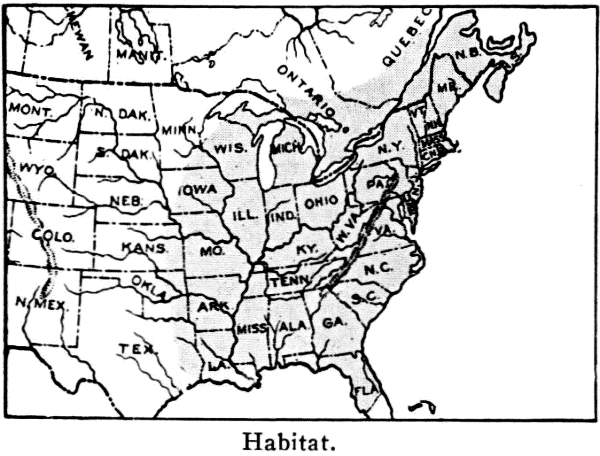 EWAN
MANIT.
ONTARIO
QUEBEC
N.B.
N.S.
ME.
MONT.
N. DAK.
MINN.
WIS.
MICH.
VT.
N.H.
MASS
N.Y.
WYO.
S. DAK.
IOWA
PA.
NEB.
ILL.
IND.
OHIO
W.VA.
VA.
COLO.
KANS.
MO.
KY.
N.C.
N. MEX.
OKLA.
ARK.
TENN.
S.C.
MISS.
ALA.
GA.
TEX.
LA.
FLA.
Habitat.